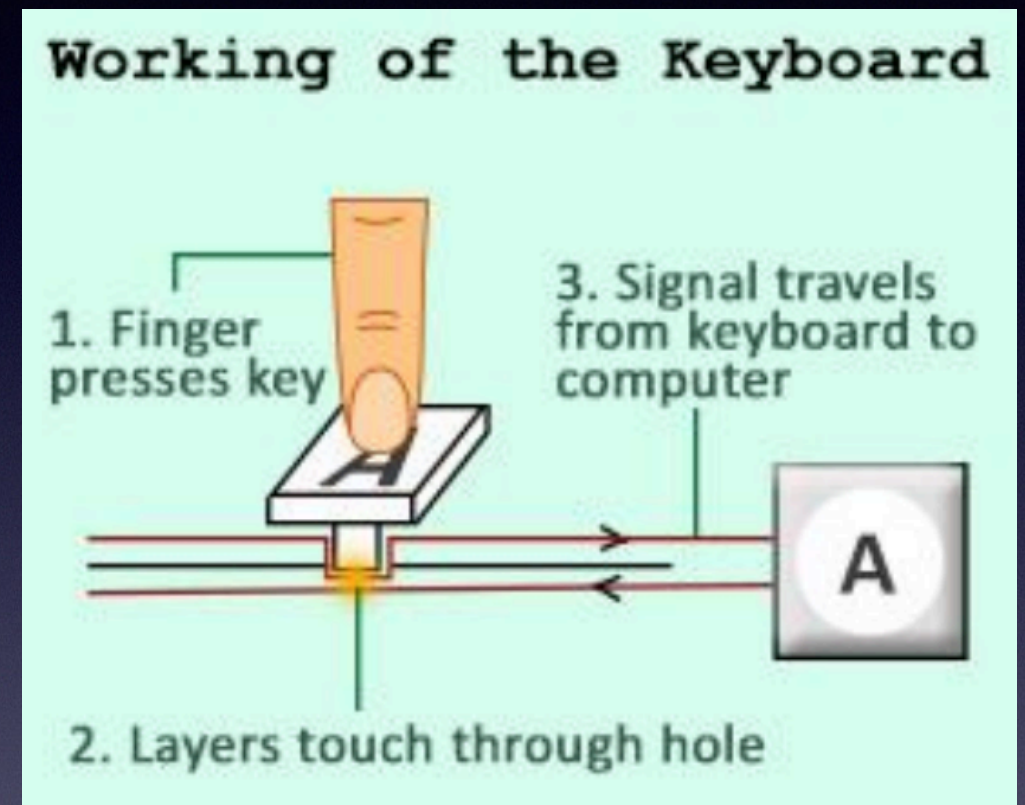 Working of the Keyboard
1. Finger
presses key
3. Signal travels
from keyboard to
computer
A
A
2. Layers touch through hole